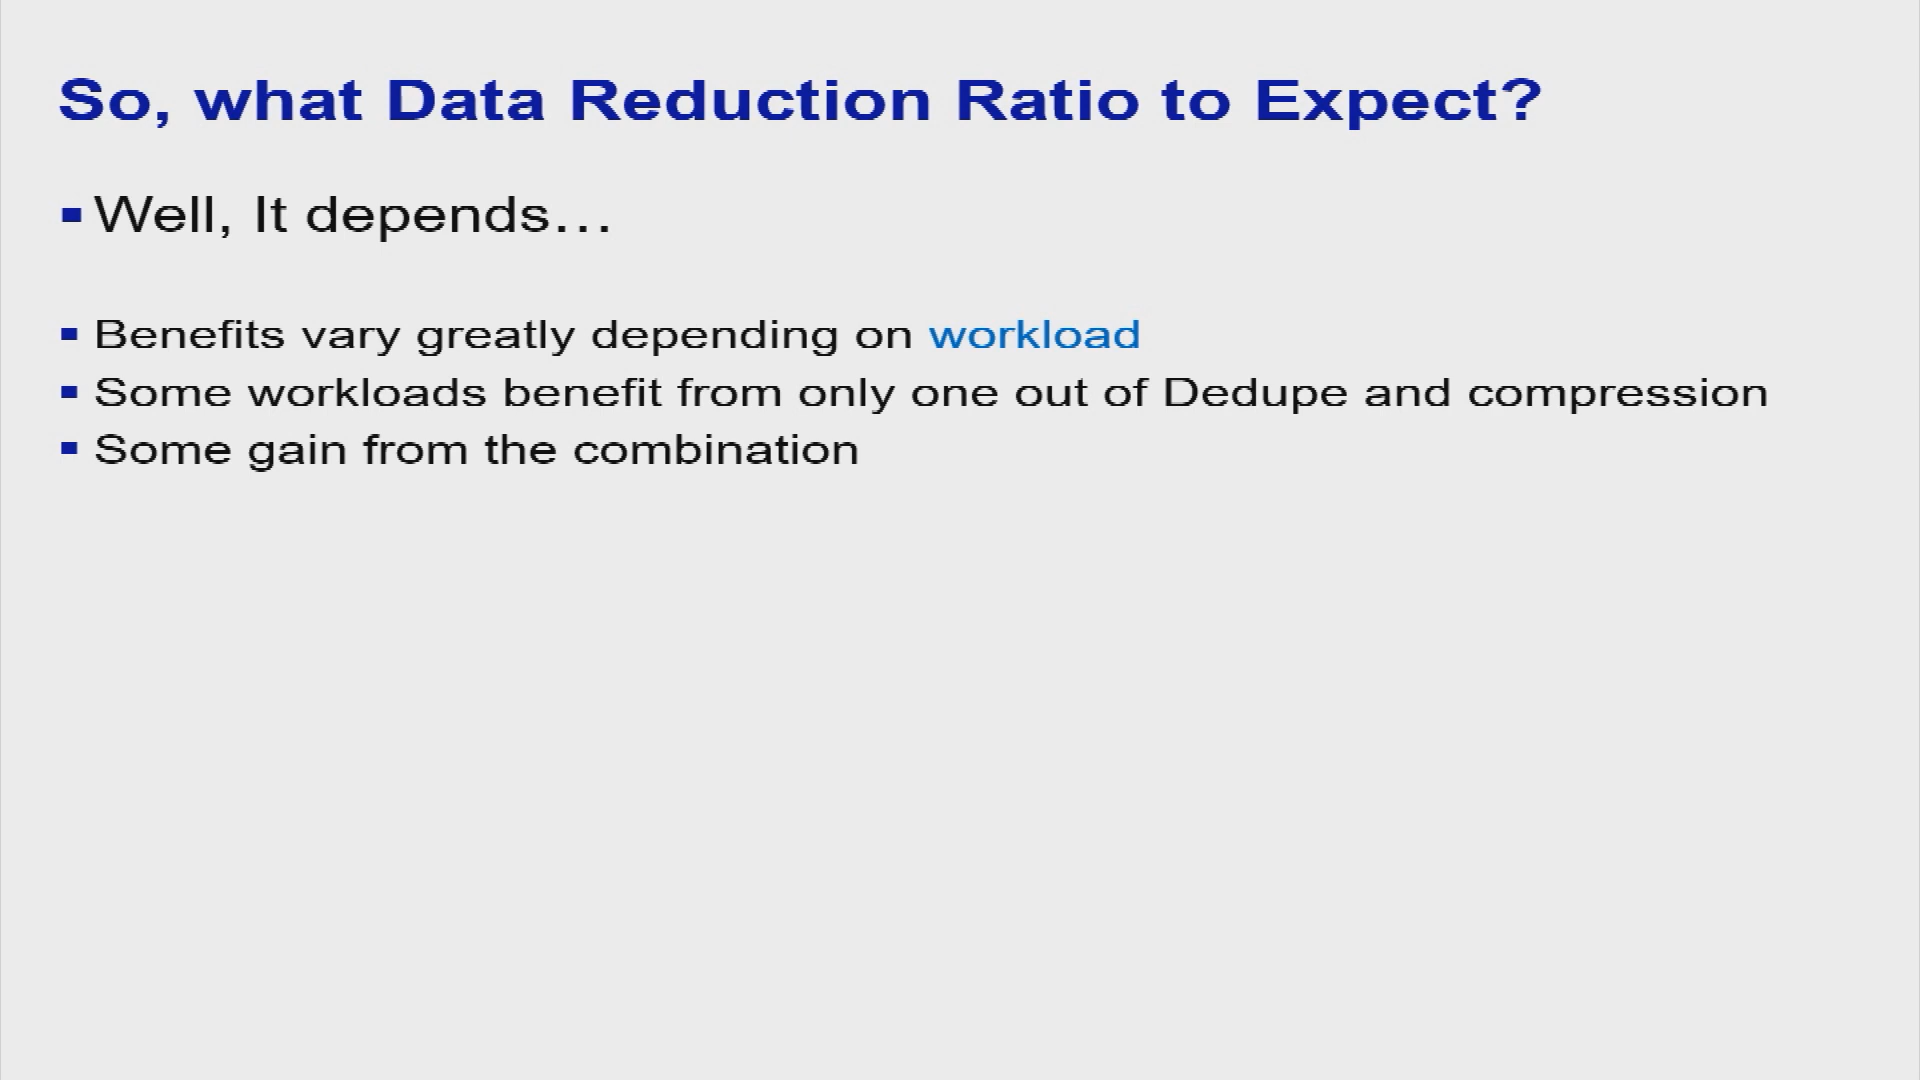 So, what Data Reduction Ratio to Expect?
Well, It depends…
Benefits vary greatly depending on workload
Some workloads benefit from only one out of Dedupe and compression
Some gain from the combination